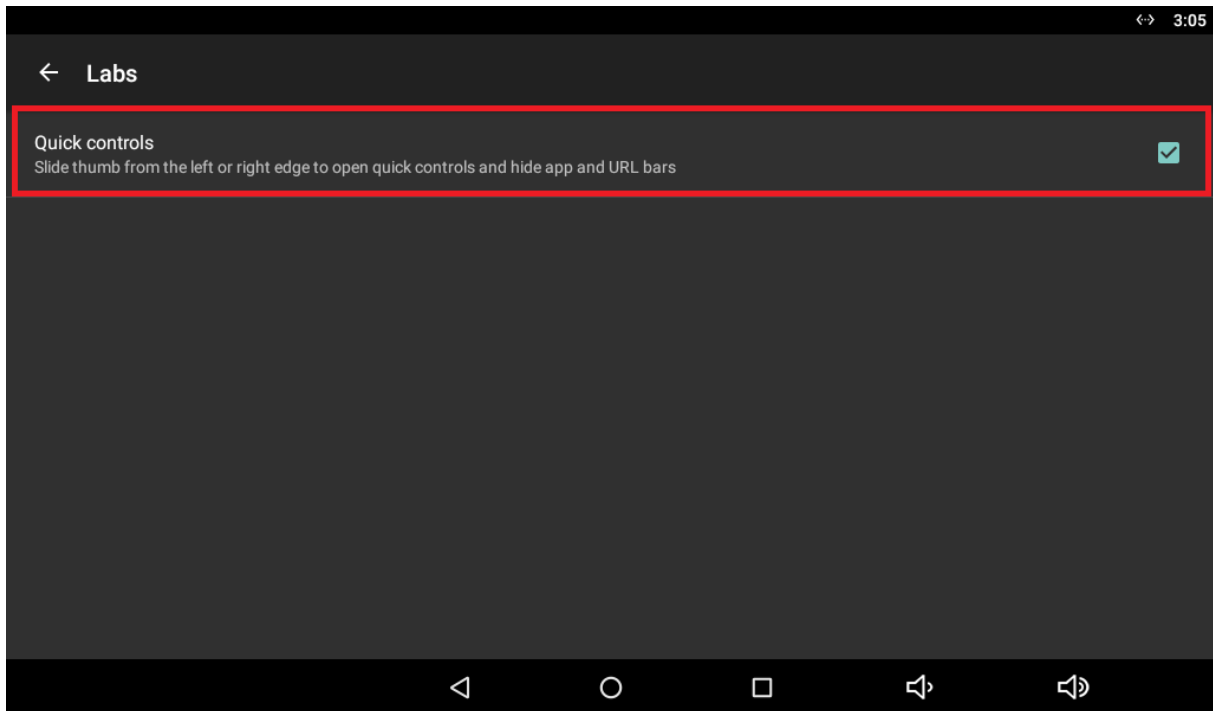 3:05
Labs
Quick controls
Slide thumb from the left or right edge to open quick controls and hide app and URL bars